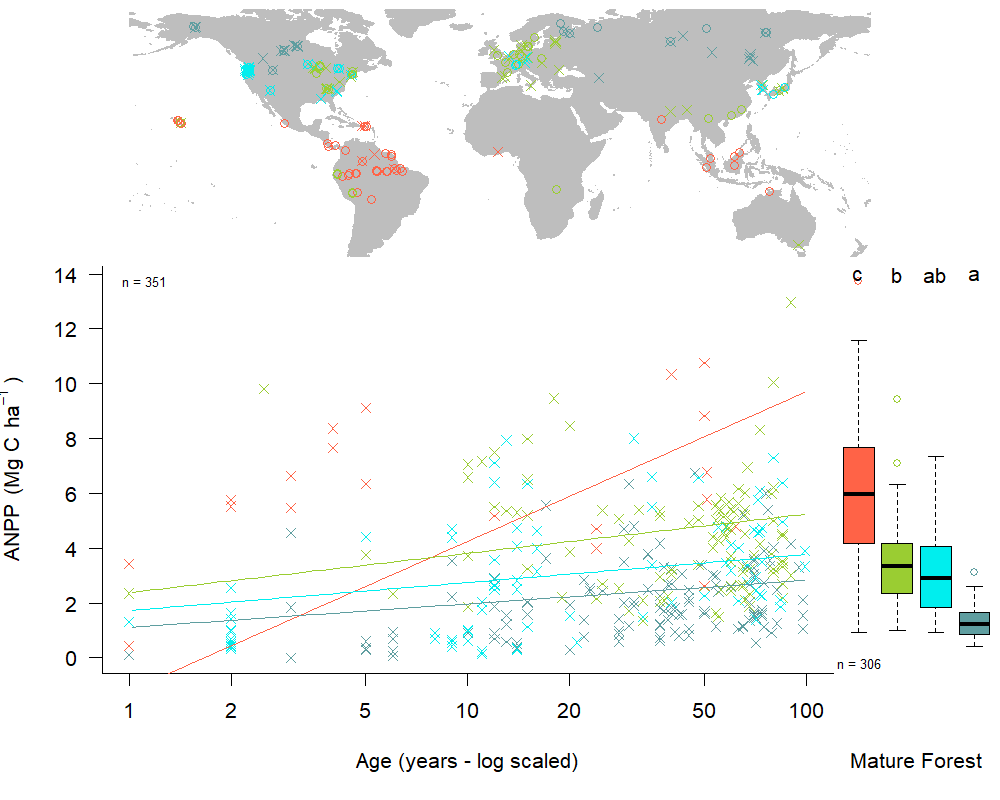 14
12
10
8
6
4
2
0
ANPP (Mg C ha⁻¹ )
n = 351
c b ab a
n = 306
1 2 5 10 20 50 100
Age (years - log scaled)
Mature Forest